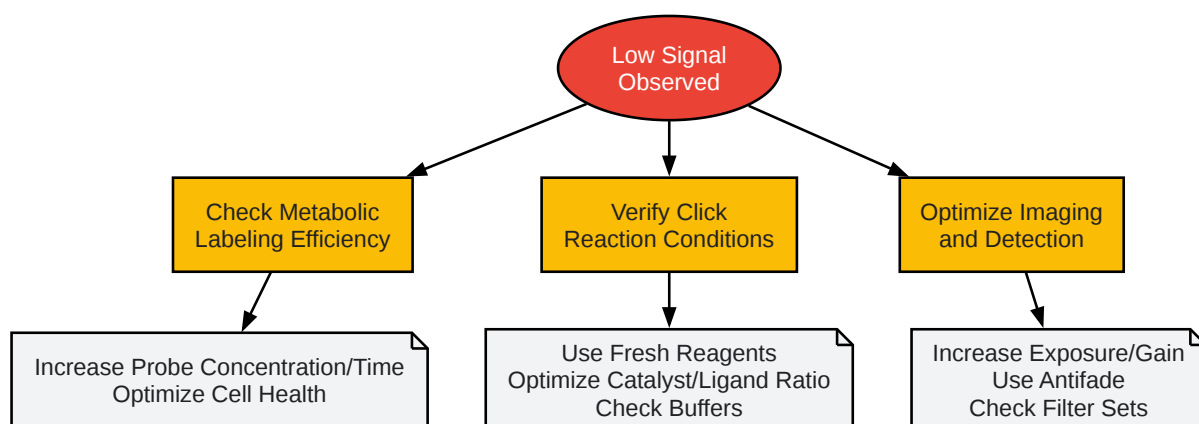 Low Signal
Observed
Check Metabolic
Labeling Efficiency
Verify Click
Reaction Conditions
Optimize Imaging
and Detection
Increase Probe Concentration/Time
Optimize Cell Health
Use Fresh Reagents
Optimize Catalyst/Ligand Ratio
Check Buffers
Increase Exposure/Gain
Use Antifade
Check Filter Sets